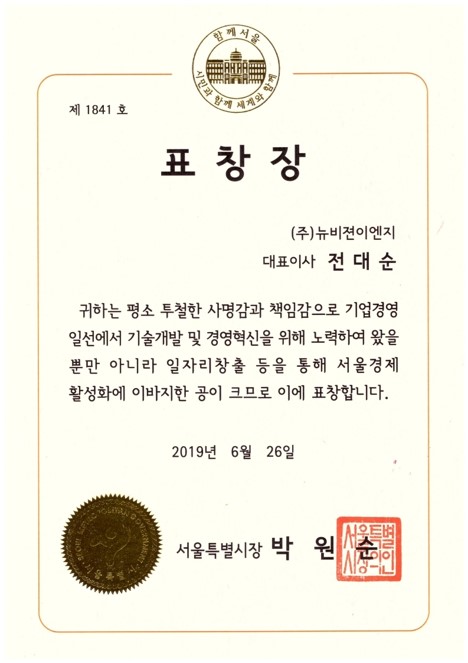 함께서울
시민과 함께 세계와 함께
제 1841 호
표 창 장
(주)뉴비젼이엔지
대표이사 전 대 순
귀하는 평소 투철한 사명감과 책임감으로 기업경영
일선에서 기술개발 및 경영혁신을 위해 노력하여 왔을
뿐만 아니라 일자리창출 등을 통해 서울경제
활성화에 이바지한 공이 크므로 이에 표창합니다.
2019년 6월 26일
서울특별시장 박 원 순
서울특별
시장의인